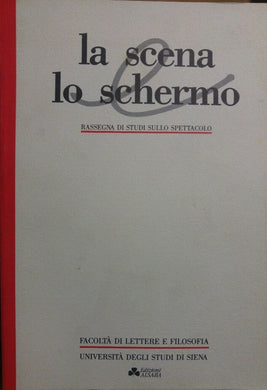 la scena
e
lo schermo
RASSEGNA DI STUDI SULLO SPETTACOLO
FACOLTÀ DI LETTERE E FILOSOFIA
UNIVERSITÀ DEGLI STUDI DI SIENA
Edizioni
ALSABA